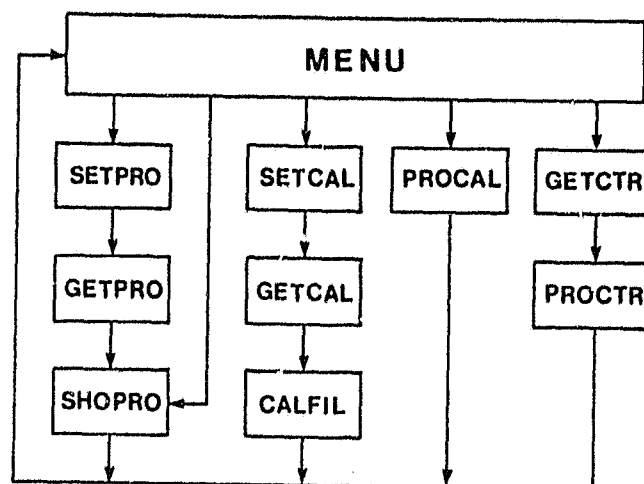 MENU
SETPRO
SETCAL
PROCAL
GETCTR
GETPRO
GETCAL
PROCTR
SHOPRO
CALFIL